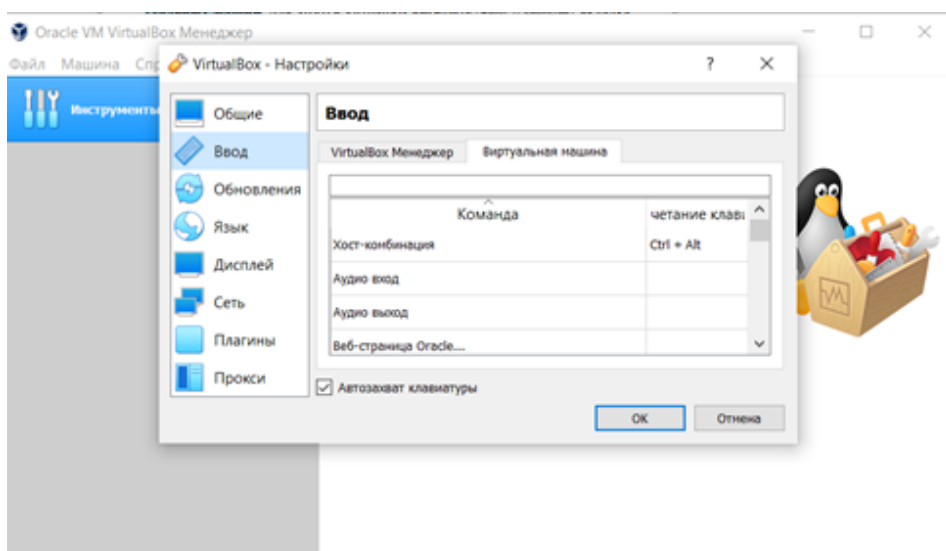 Oracle VM VirtualBox Менеджер
Файл Машина
VirtualBox - Настройки
?
Инструменты
Общие
Ввод
Обновления
Язык
Дисплей
Сеть
Плагины
Прокси
Ввод
VirtualBox Менеджер Виртуальная машина
Команда четание клави
Хост-комбинация Ctrl + Alt
Аудио вход
Аудио выход
Веб-страница Oracle....
Автозахват клавиатуры
OK Отмена